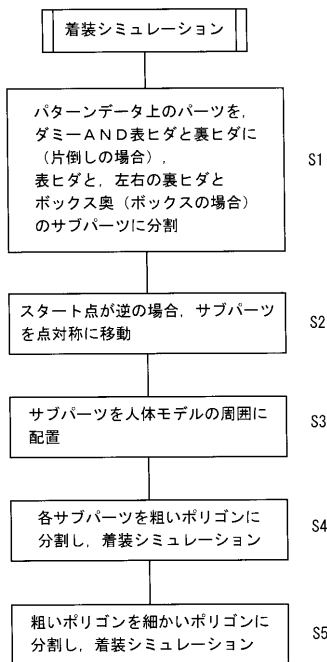 着装シミュレーション
パターンデータ上のパーツを,
ダミーAND表ヒダと裏ヒダに
(片倒しの場合),
表ヒダと,左右の裏ヒダと
ボックス奥(ボックスの場合)
のサブパーツに分割
S1
スタート点が逆の場合,サブパーツ
を点対称に移動
S2
サブパーツを人体モデルの周囲に
配置
S3
各サブパーツを粗いポリゴンに
分割し,着装シミュレーション
S4
粗いポリゴンを細かいポリゴンに
分割し,着装シミュレーション
S5